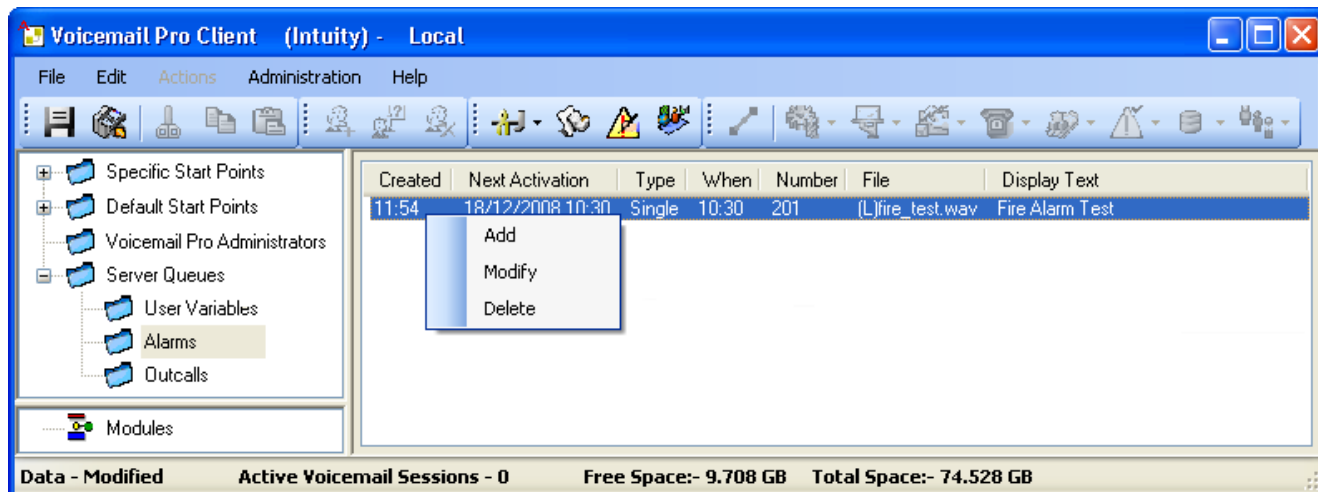 Voicemail Pro Client (Intuity) - Local
File Edit Actions Administration Help
Specific Start Points
Default Start Points
Voicemail Pro Administrators
Server Queues
User Variables
Alarms
Outcalls
Modules
Created Next Activation Type When Number File Display Text
11:54 18/12/2008 10:30 Single 10:30 201 (L)fire_test.wav Fire Alarm Test
Add
Modify
Delete
Data - Modified Active Voicemail Sessions - 0 Free Space:- 9.708 GB Total Space:- 74.528 GB